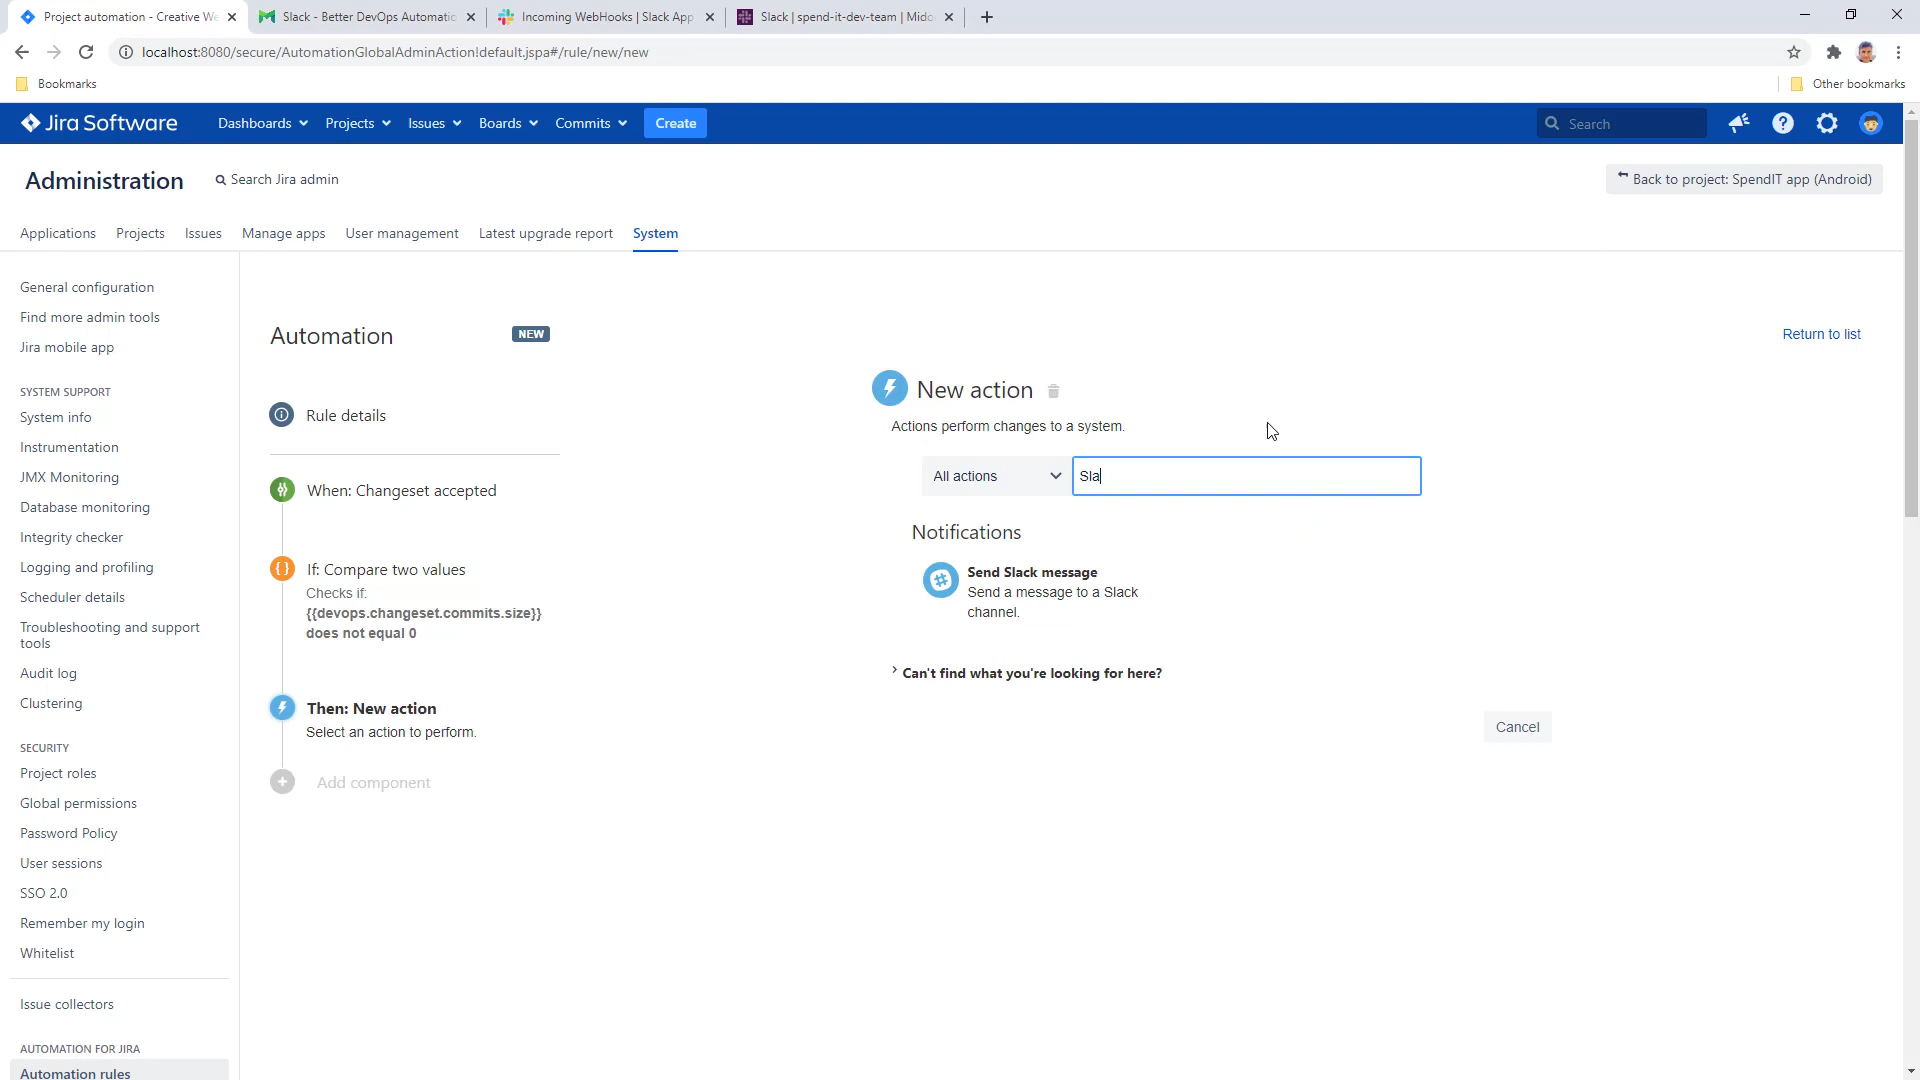 Project automation - Creative We
Slack - Better DevOps Automatic
Incoming WebHooks | Slack App
Slack | spend-it-dev-team | Mido
localhost:8080/secure/AutomationGlobalAdminAction!default.jspa#/rule/new/new
Bookmarks
Other bookmarks
Jira Software
Dashboards
Projects
Issues
Boards
Commits
Create
Search
Administration
Search Jira admin
Back to project: SpendIT app (Android)
Applications
Projects
Issues
Manage apps
User management
Latest upgrade report
System
General configuration
Find more admin tools
Jira mobile app
SYSTEM SUPPORT
System info
Instrumentation
JMX Monitoring
Database monitoring
Integrity checker
Logging and profiling
Scheduler details
Troubleshooting and support
tools
Audit log
Clustering
SECURITY
Project roles
Global permissions
Password Policy
User sessions
SSO 2.0
Remember my login
Whitelist
Issue collectors
AUTOMATION FOR JIRA
Automation rules
Automation
NEW
Return to list
Rule details
When: Changeset accepted
If: Compare two values
Checks if:
{{devops.changeset.commits.size}}
does not equal 0
Then: New action
Select an action to perform.
Add component
New action
Actions perform changes to a system.
All actions
Sla
Notifications
Send Slack message
Send a message to a Slack
channel.
Can't find what you're looking for here?
Cancel